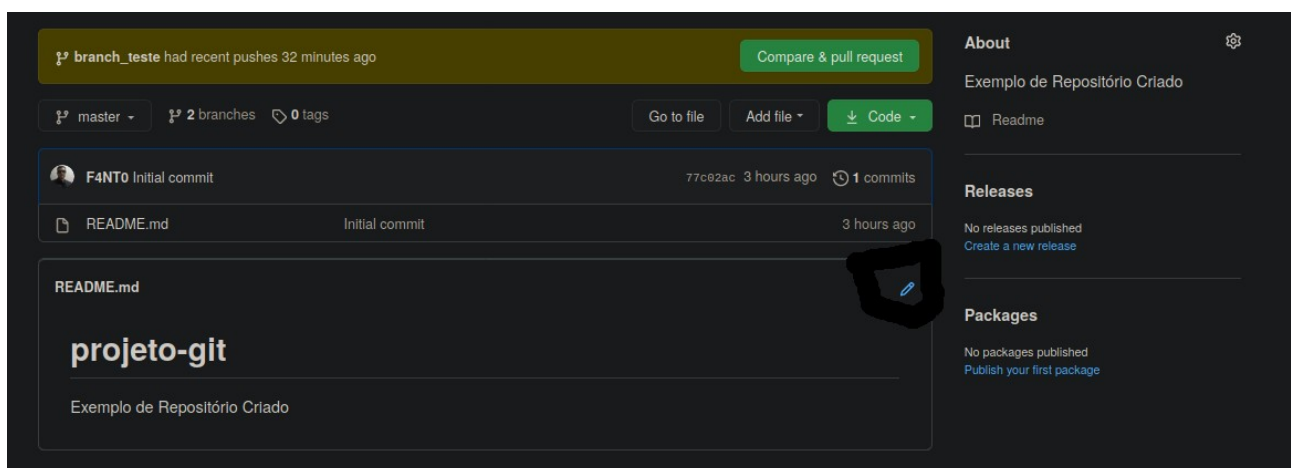 branch_teste had recent pushes 32 minutes ago
Compare & pull request
master
2 branches
0 tags
Go to file
Add file
Code
F4NT0 Initial commit
77c02ac 3 hours ago
1 commits
README.md
Initial commit
3 hours ago
README.md
projeto-git
Exemplo de Repositório Criado
About
Exemplo de Repositório Criado
Readme
Releases
No releases published
Create a new release
Packages
No packages published
Publish your first package